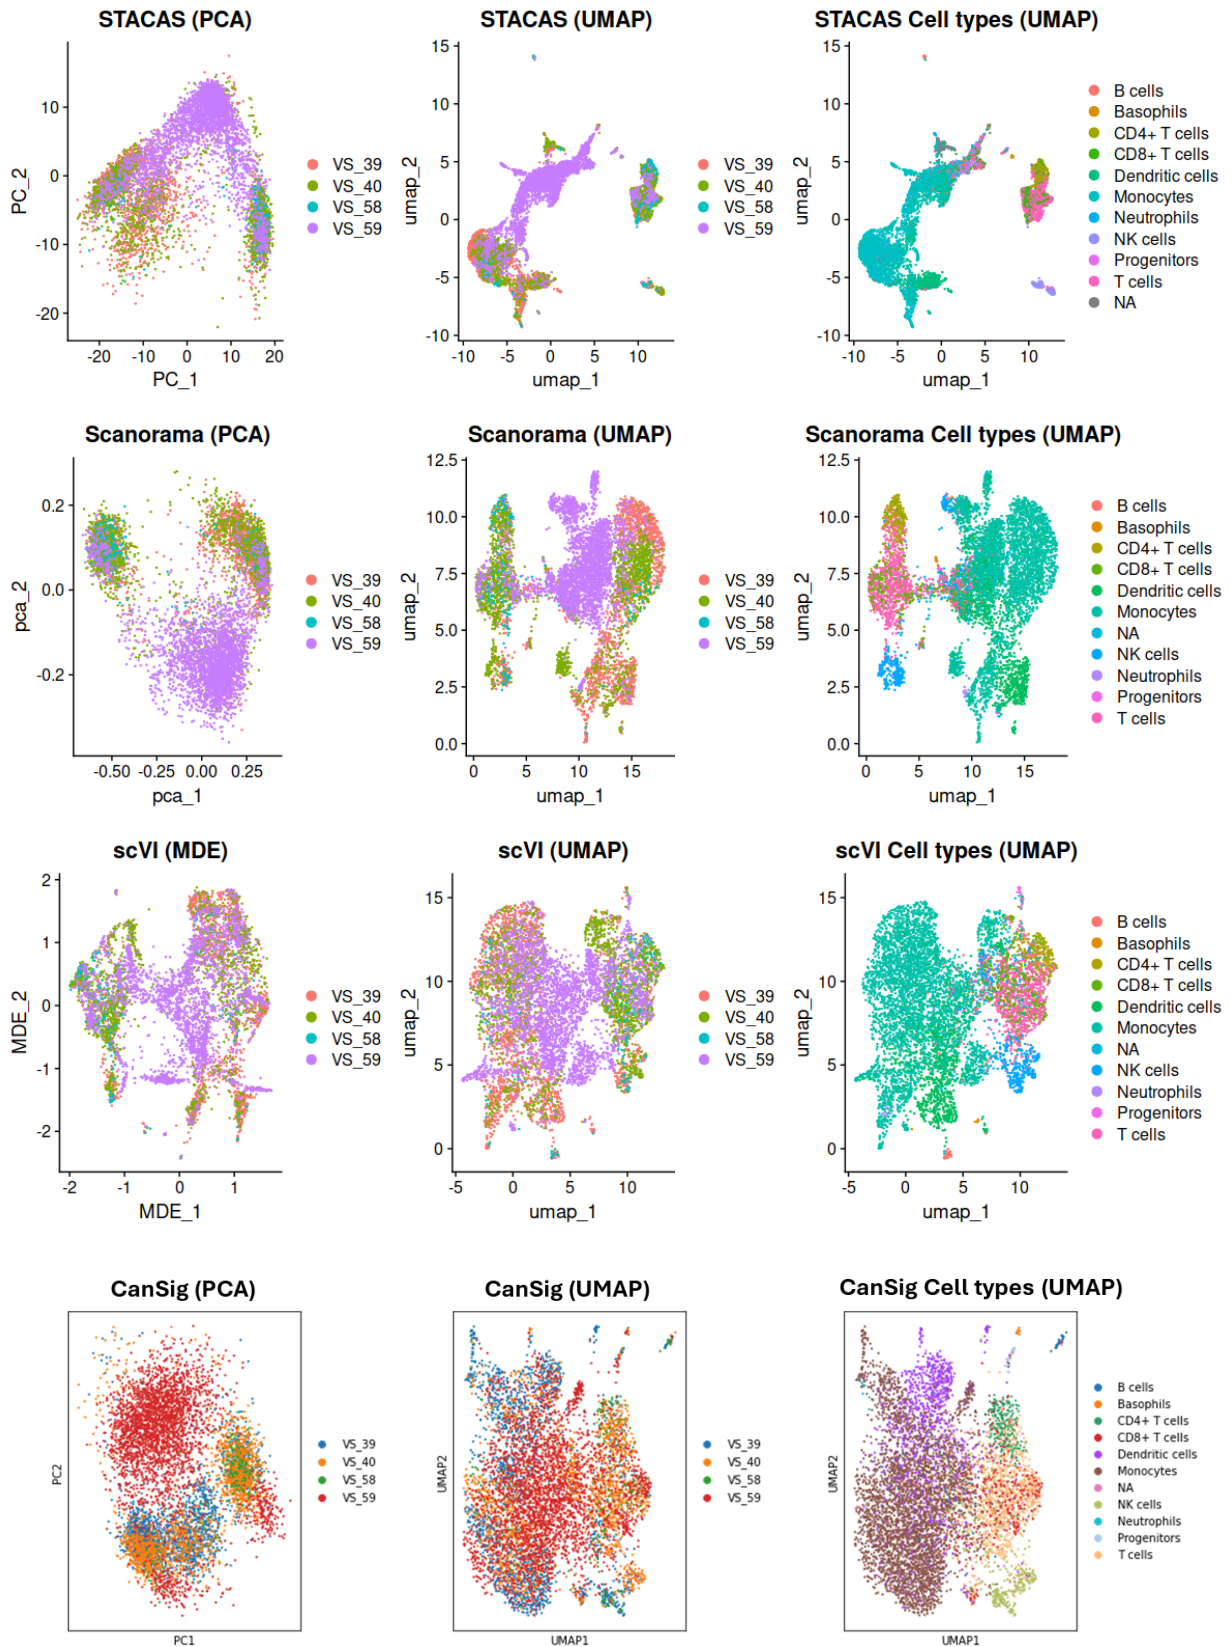 STACAS (PCA)
STACAS (UMAP)
STACAS Cell types (UMAP)
PC_2
10
0
-10
-20
-20 -10 0 10 20
PC_1
VS_39
VS_40
VS_58
VS_59
umap_2
15
10
5
0
-5
-10
-10 -5 0 5 10
umap_1
VS_39
VS_40
VS_58
VS_59
umap_2
15
10
5
0
-5
-10
-10 -5 0 5 10
umap_1
B cells
Basophils
CD4+ T cells
CD8+ T cells
Dendritic cells
Monocytes
Neutrophils
NK cells
Progenitors
T cells
NA
Scanorama (PCA)
Scanorama (UMAP)
Scanorama Cell types (UMAP)
pca_2
0.2
0.0
-0.2
-0.50 -0.25 0.00 0.25
pca_1
VS_39
VS_40
VS_58
VS_59
umap_2
12.5
10.0
7.5
5.0
2.5
0.0
0 5 10 15
umap_1
VS_39
VS_40
VS_58
VS_59
umap_2
12.5
10.0
7.5
5.0
2.5
0.0
0 5 10 15
umap_1
B cells
Basophils
CD4+ T cells
CD8+ T cells
Dendritic cells
Monocytes
NA
NK cells
Neutrophils
Progenitors
T cells
scVI (MDE)
scVI (UMAP)
scVI Cell types (UMAP)
MDE_2
2
1
0
-1
-2
-2 -1 0 1
MDE_1
VS_39
VS_40
VS_58
VS_59
umap_2
15
10
5
0
-5 0 5 10
umap_1
VS_39
VS_40
VS_58
VS_59
umap_2
15
10
5
0
-5 0 5 10
umap_1
B cells
Basophils
CD4+ T cells
CD8+ T cells
Dendritic cells
Monocytes
NA
NK cells
Neutrophils
Progenitors
T cells
CanSig (PCA)
CanSig (UMAP)
CanSig Cell types (UMAP)
PC2
PC1
VS_39
VS_40
VS_58
VS_59
UMAP2
UMAP1
VS_39
VS_40
VS_58
VS_59
UMAP2
UMAP1
B cells
Basophils
CD4+ T cells
CD8+ T cells
Dendritic cells
Monocytes
NA
NK cells
Neutrophils
Progenitors
T cells